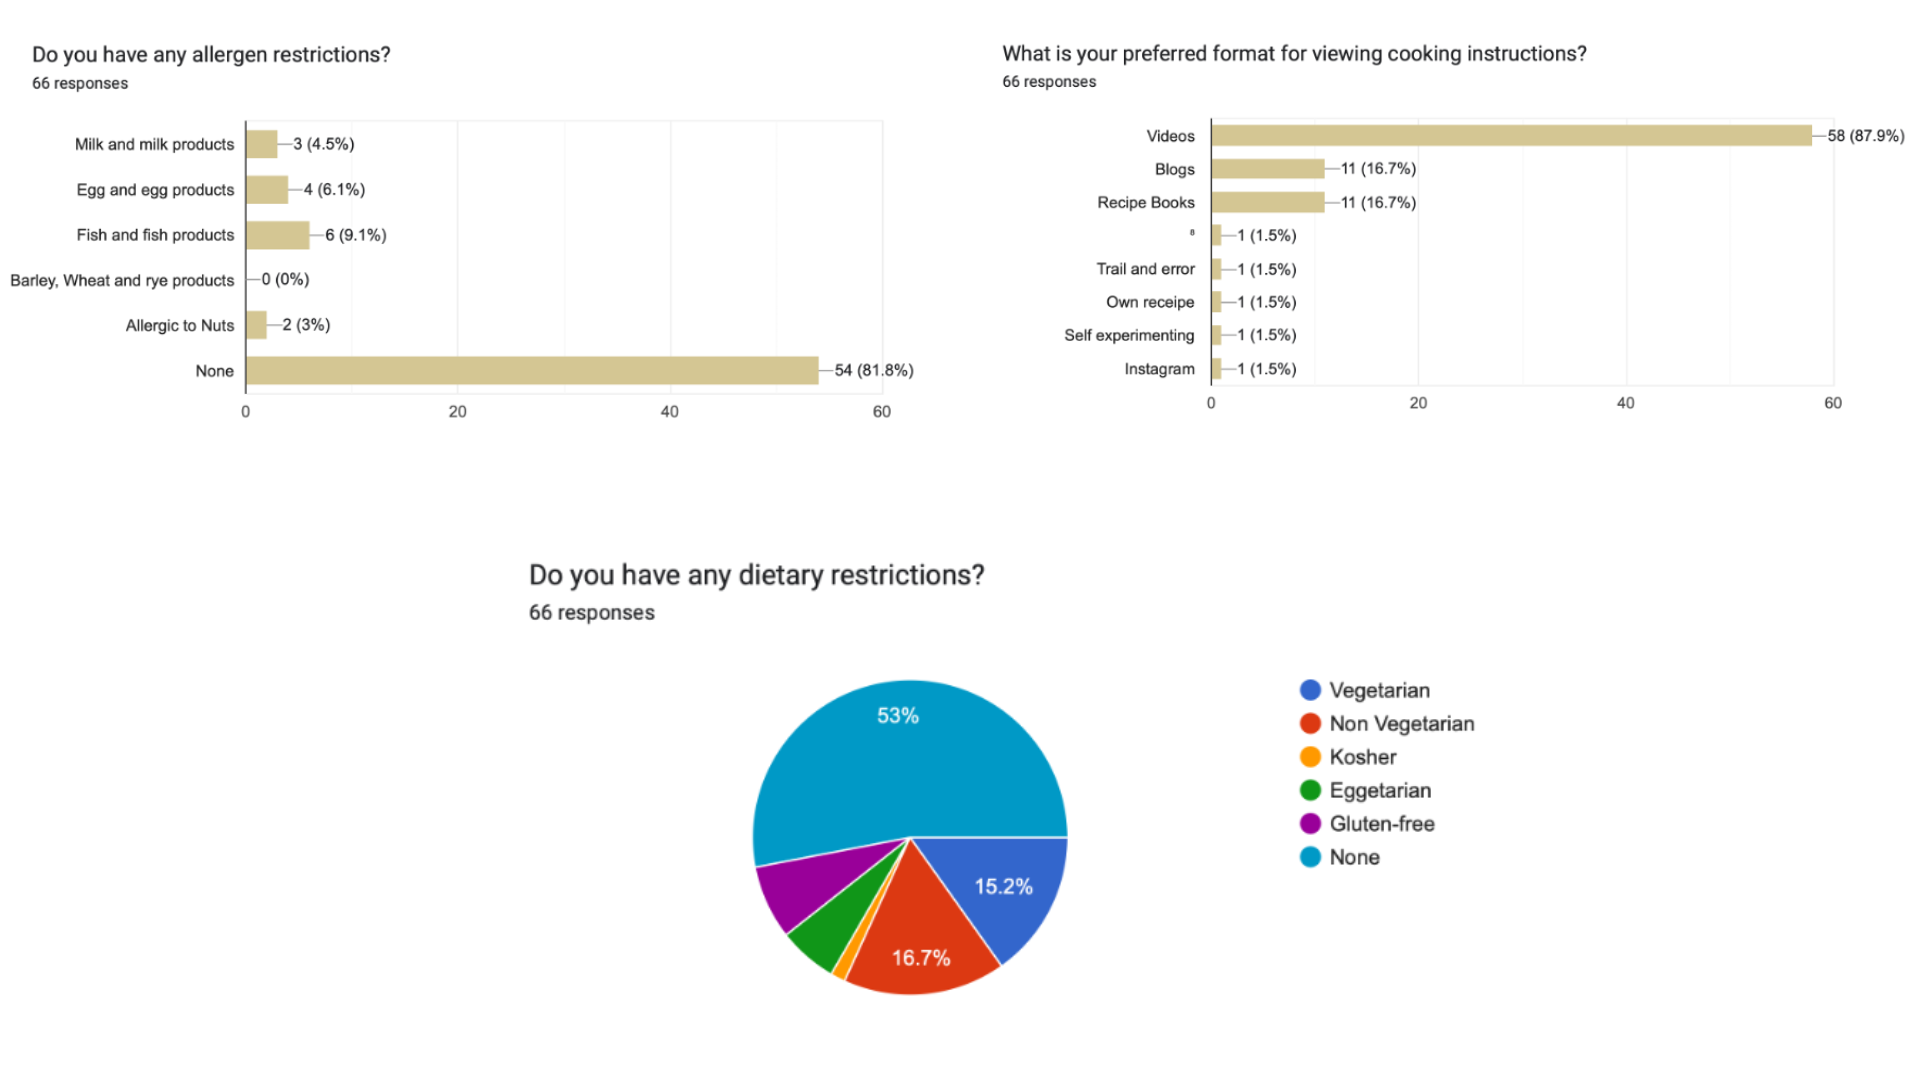 Do you have any allergen restrictions?
66 responses
Milk and milk products 3 (4.5%)
Egg and egg products 4 (6.1%)
Fish and fish products 6 (9.1%)
Barley, Wheat and rye products 0 (0%)
Allergic to Nuts 2 (3%)
None 54 (81.8%)
0 20 40 60
What is your preferred format for viewing cooking instructions?
66 responses
Videos 58 (87.9%)
Blogs 11 (16.7%)
Recipe Books 11 (16.7%)
1 (1.5%)
Trail and error 1 (1.5%)
Own receipe 1 (1.5%)
Self experimenting 1 (1.5%)
Instagram 1 (1.5%)
0 20 40 60
Do you have any dietary restrictions?
66 responses
53%
15.2%
16.7%
Vegetarian
Non Vegetarian
Kosher
Eggetarian
Gluten-free
None